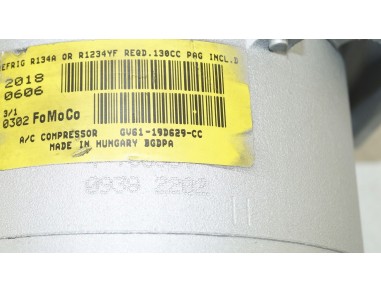 EFRIG R134A OR R1234YF REQD.130CC PAG INCL.D
2018
0606
3/1
0302 FoMoCo
A/C COMPRESSOR GV61-19D629-CC
MADE IN HUNGARY BGDPA
0939 2202